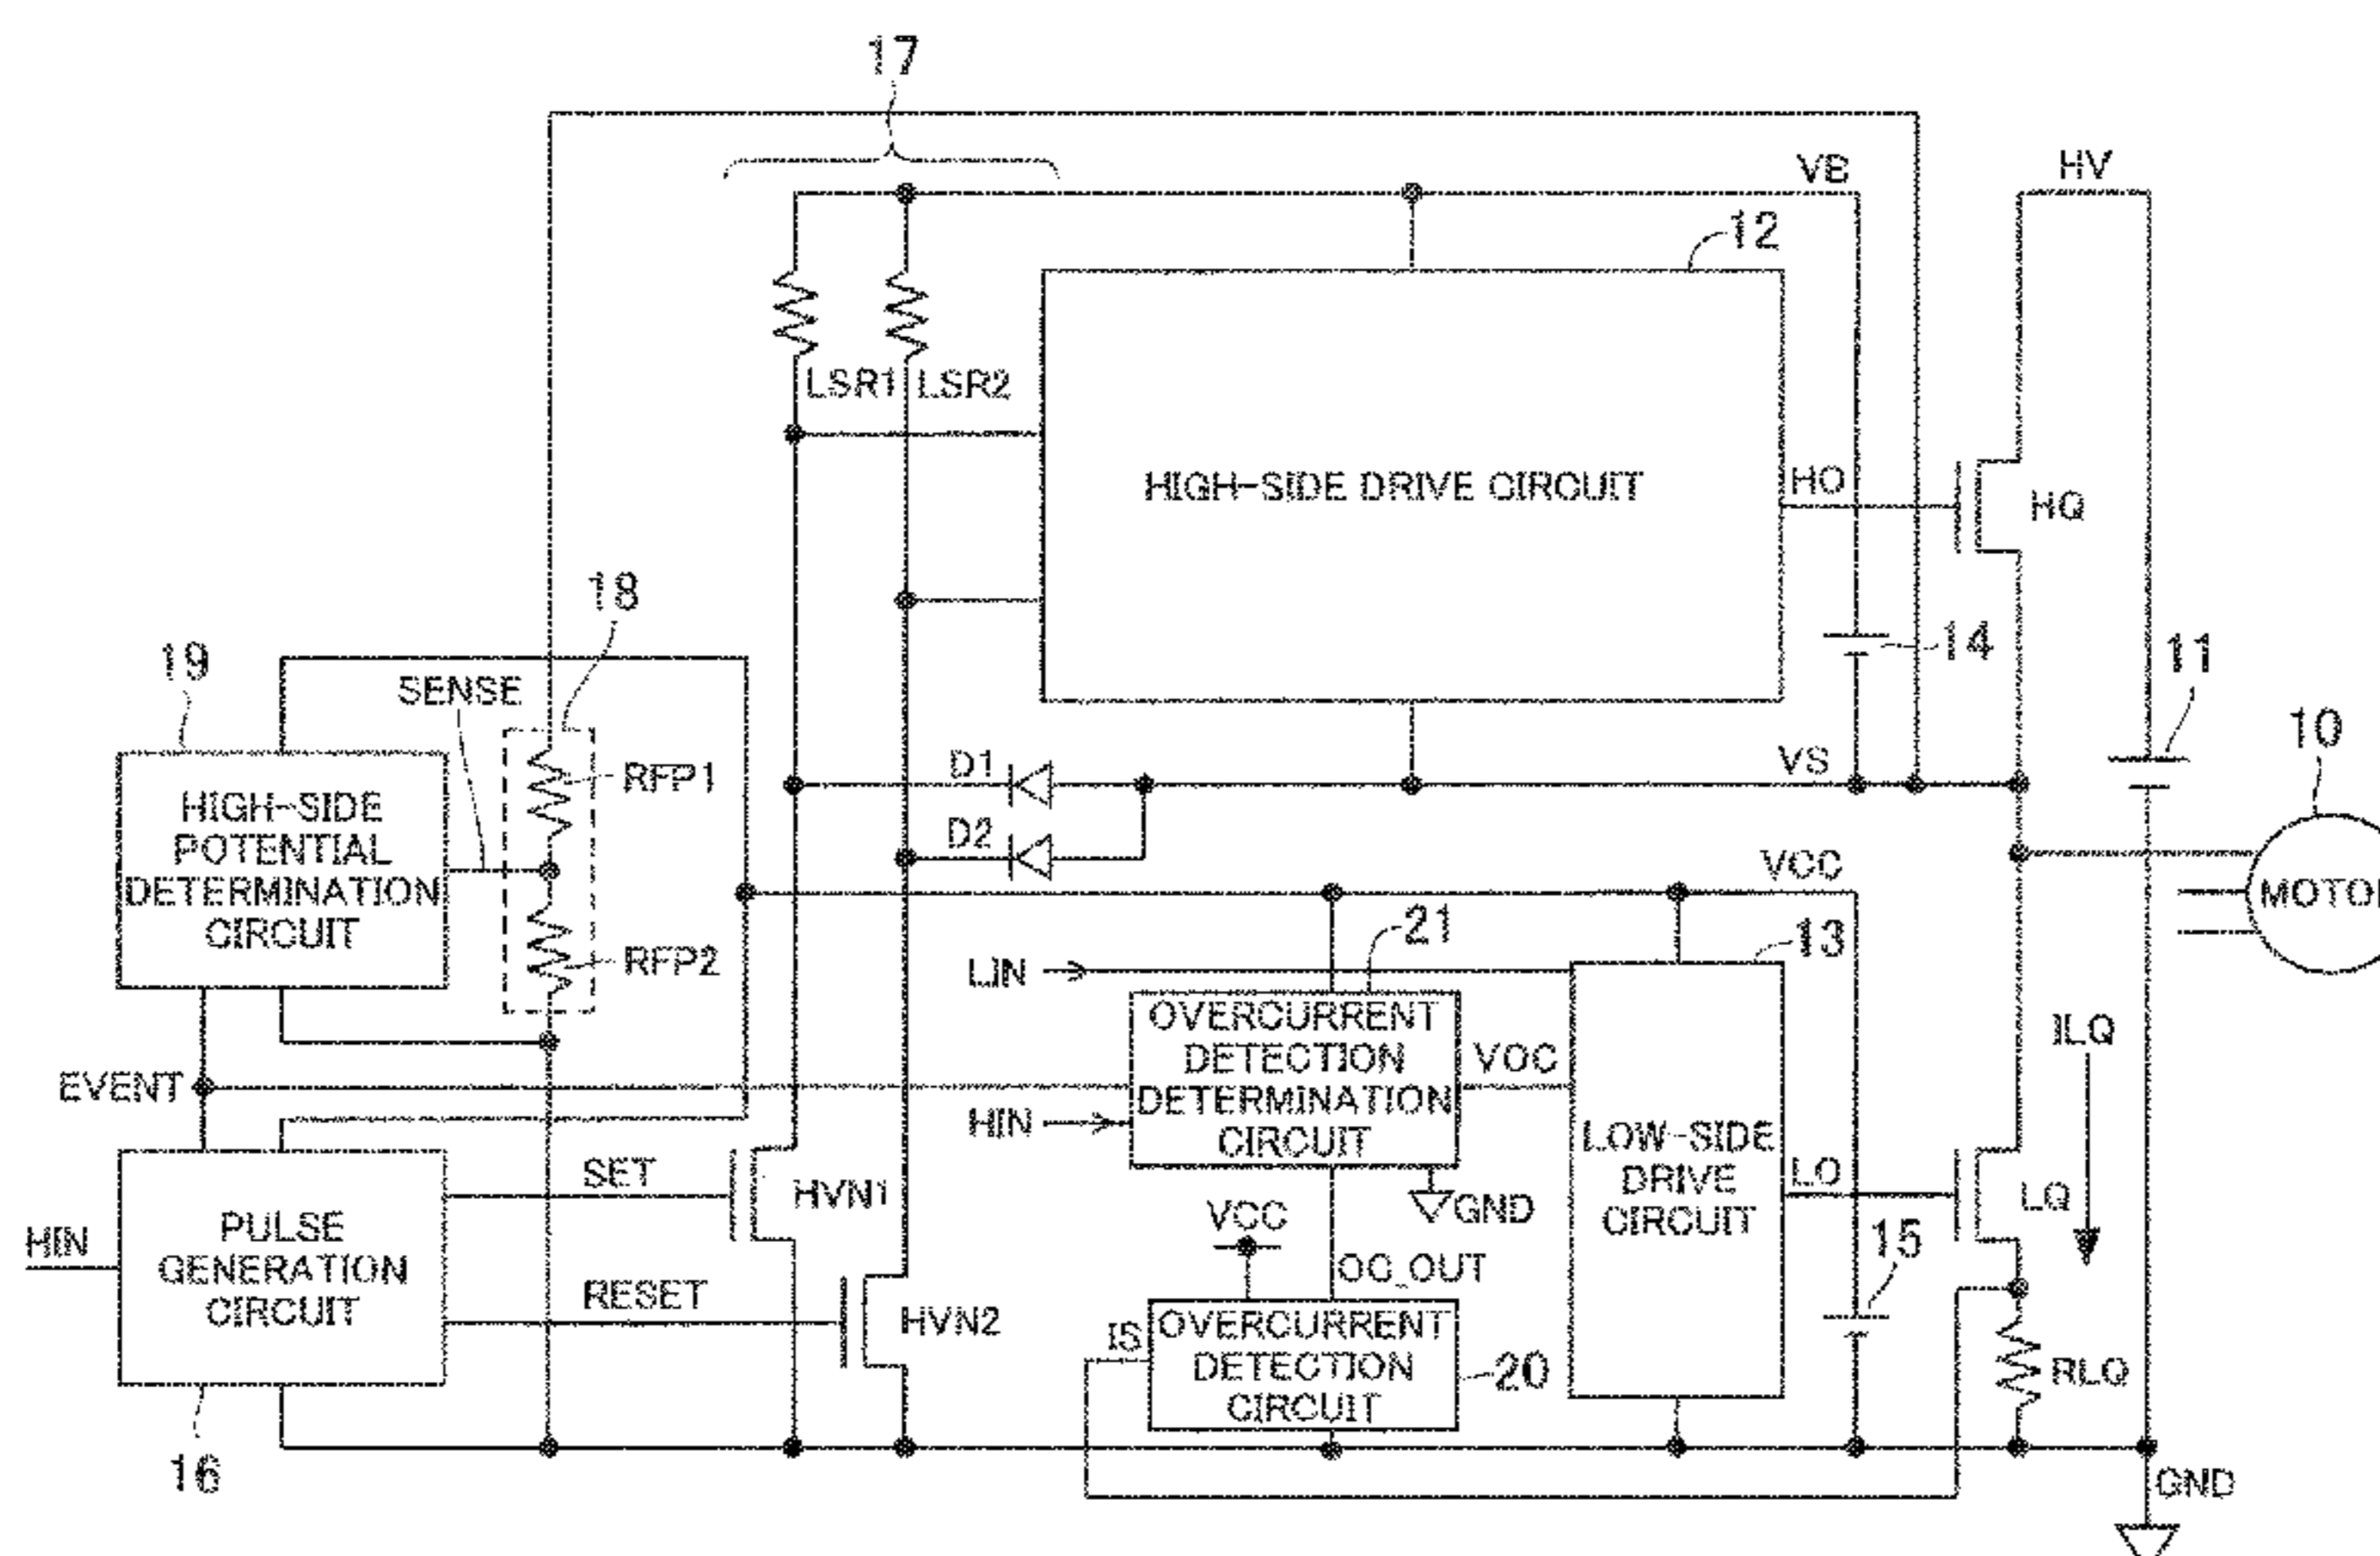 17
VB
HV
12
LSR1
LSR2
HIGH-SIDE DRIVE CIRCUIT
HO
HQ
18
14
19
SENSE
11
10
D1
VS
RFP1
HIGH-SIDE
POTENTIAL
DETERMINATION
CIRCUIT
D2
VCC
MOTOR
21
13
RFP2
LIN
OVERCURRENT
DETECTION
DETERMINATION
CIRCUIT
VOC
ILQ
EVENT
HIN
LOW-SIDE
DRIVE
CIRCUIT
SET
HVN1
LO
LQ
GND
VCC
HIN
PULSE
GENERATION
CIRCUIT
15
OC_OUT
RESET
HVN2
IS
OVERCURRENT
DETECTION
CIRCUIT
20
RLQ
16
GND